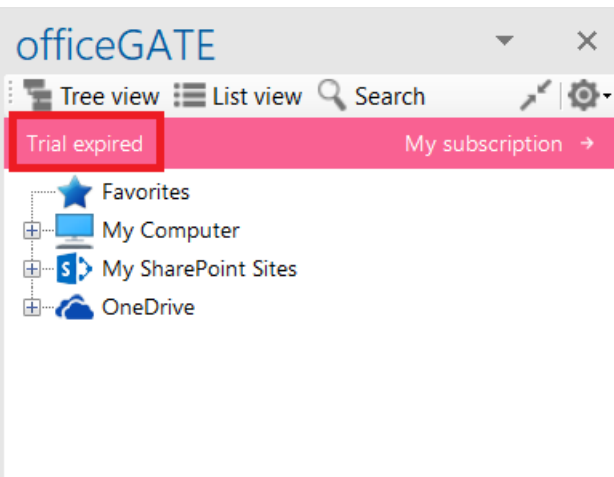 officeGATE
Tree view List view Search
Trial expired My subscription →
Favorites
My Computer
S My SharePoint Sites
OneDrive